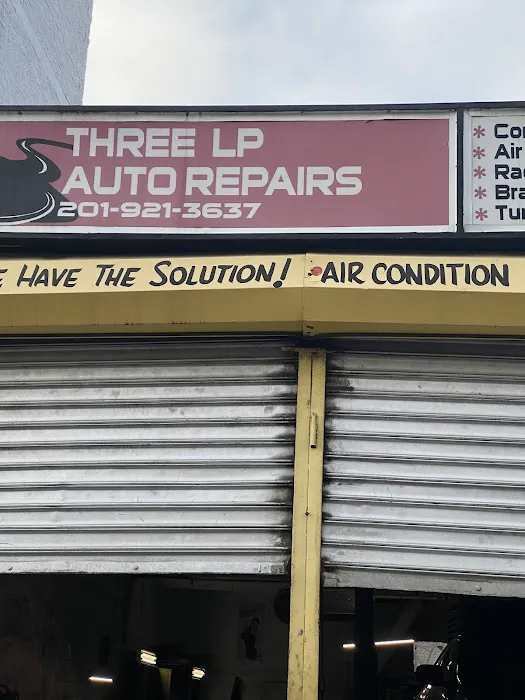 THREE LP
AUTO REPAIRS
201-921-3637
* Air
HAVE THE SOLUTION!
AIR CONDITION